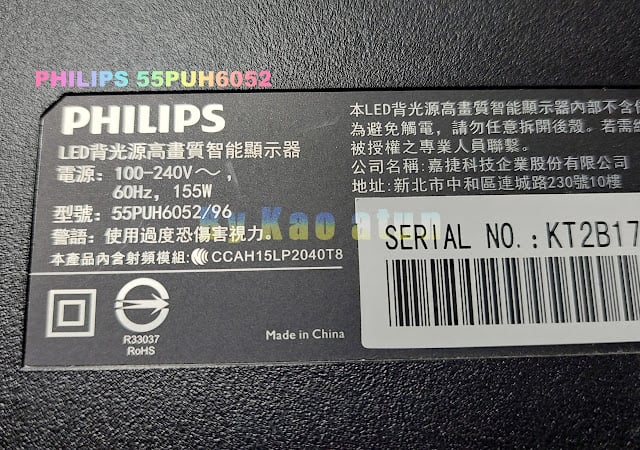 PHILIPS 55PUH6052
PHILIPS
LED背光源高畫質智能顯示器
電源：100-240V～，
60Hz, 155W
型號：55PUH6052/96
警語：使用過度恐傷害視力.
本產品內含射頻模組:CCAH15LP2040T8
R33037
RoHS
Made in China
本LED背光源高畫質智能顯示器內部不含
為避免觸電，請勿任意拆開後殼。若需
被授權之專業人員聯繫。
公司名稱:嘉捷科技企業股份有限公司
地址:新北市中和區連城路230號10樓
SERIAL NO.:KT2B17
By Kao atun